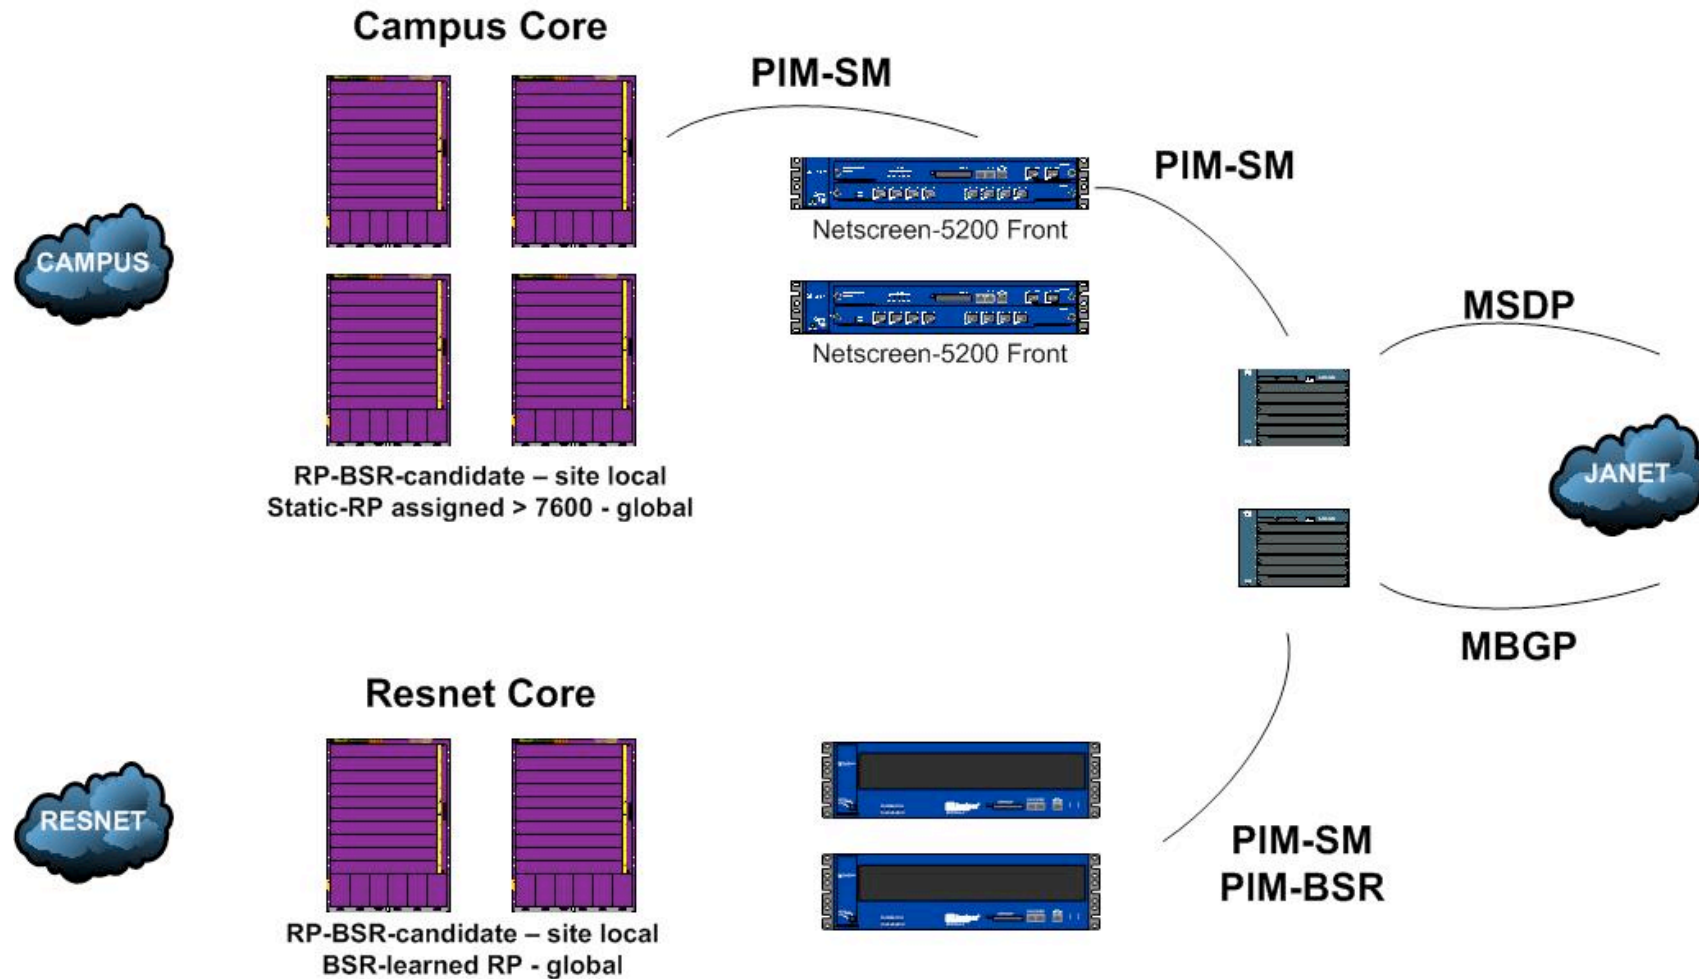 Campus Core
PIM-SM
PIM-SM
Netscreen-5200 Front
CAMPUS
MSDP
Netscreen-5200 Front
JANET
RP-BSR-candidate – site local
Static-RP assigned > 7600 - global
MBGP
Resnet Core
RESNET
PIM-SM
PIM-BSR
RP-BSR-candidate – site local
BSR-learned RP - global